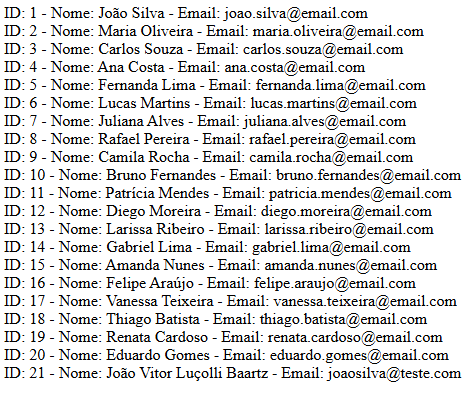 ID: 1 - Nome: João Silva - Email: joao.silva@email.com
ID: 2 - Nome: Maria Oliveira - Email: maria.oliveira@email.com
ID: 3 - Nome: Carlos Souza - Email: carlos.souza@email.com
ID: 4 - Nome: Ana Costa - Email: ana.costa@email.com
ID: 5 - Nome: Fernanda Lima - Email: fernanda.lima@email.com
ID: 6 - Nome: Lucas Martins - Email: lucas.martins@email.com
ID: 7 - Nome: Juliana Alves - Email: juliana.alves@email.com
ID: 8 - Nome: Rafael Pereira - Email: rafael.pereira@email.com
ID: 9 - Nome: Camila Rocha - Email: camila.rocha@email.com
ID: 10 - Nome: Bruno Fernandes - Email: bruno.fernandes@email.com
ID: 11 - Nome: Patrícia Mendes - Email: patricia.mendes@email.com
ID: 12 - Nome: Diego Moreira - Email: diego.moreira@email.com
ID: 13 - Nome: Larissa Ribeiro - Email: larissa.ribeiro@email.com
ID: 14 - Nome: Gabriel Lima - Email: gabriel.lima@email.com
ID: 15 - Nome: Amanda Nunes - Email: amanda.nunes@email.com
ID: 16 - Nome: Felipe Araújo - Email: felipe.araujo@email.com
ID: 17 - Nome: Vanessa Teixeira - Email: vanessa.teixeira@email.com
ID: 18 - Nome: Thiago Batista - Email: thiago.batista@email.com
ID: 19 - Nome: Renata Cardoso - Email: renata.cardoso@email.com
ID: 20 - Nome: Eduardo Gomes - Email: eduardo.gomes@email.com
ID: 21 - Nome: João Vitor Luçolli Baartz - Email: joaosilva@teste.com